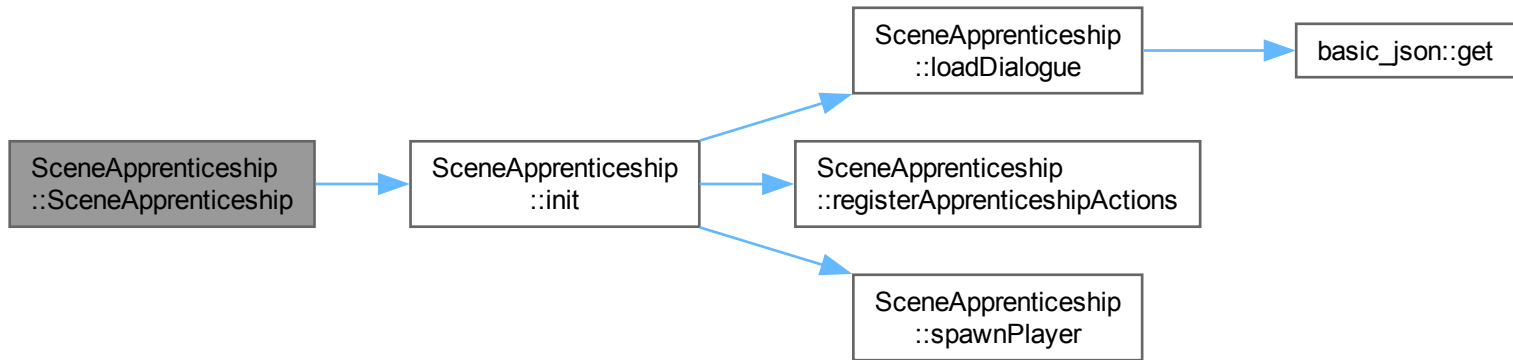 SceneApprenticeship
::SceneApprenticeship
SceneApprenticeship
::init
SceneApprenticeship
::loadDialogue
basic_json::get
SceneApprenticeship
::registerApprenticeshipActions
SceneApprenticeship
::spawnPlayer